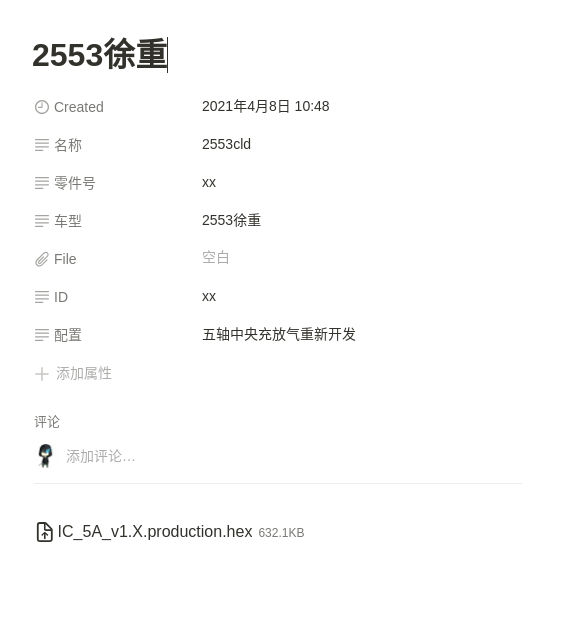 2553徐重
Created 2021年4月8日 10:48
名称 2553cld
零件号 xx
车型 2553徐重
File 空白
ID xx
配置 五轴中央充放气重新开发
添加属性
评论
添加评论…
IC_5A_v1.X.production.hex 632.1KB